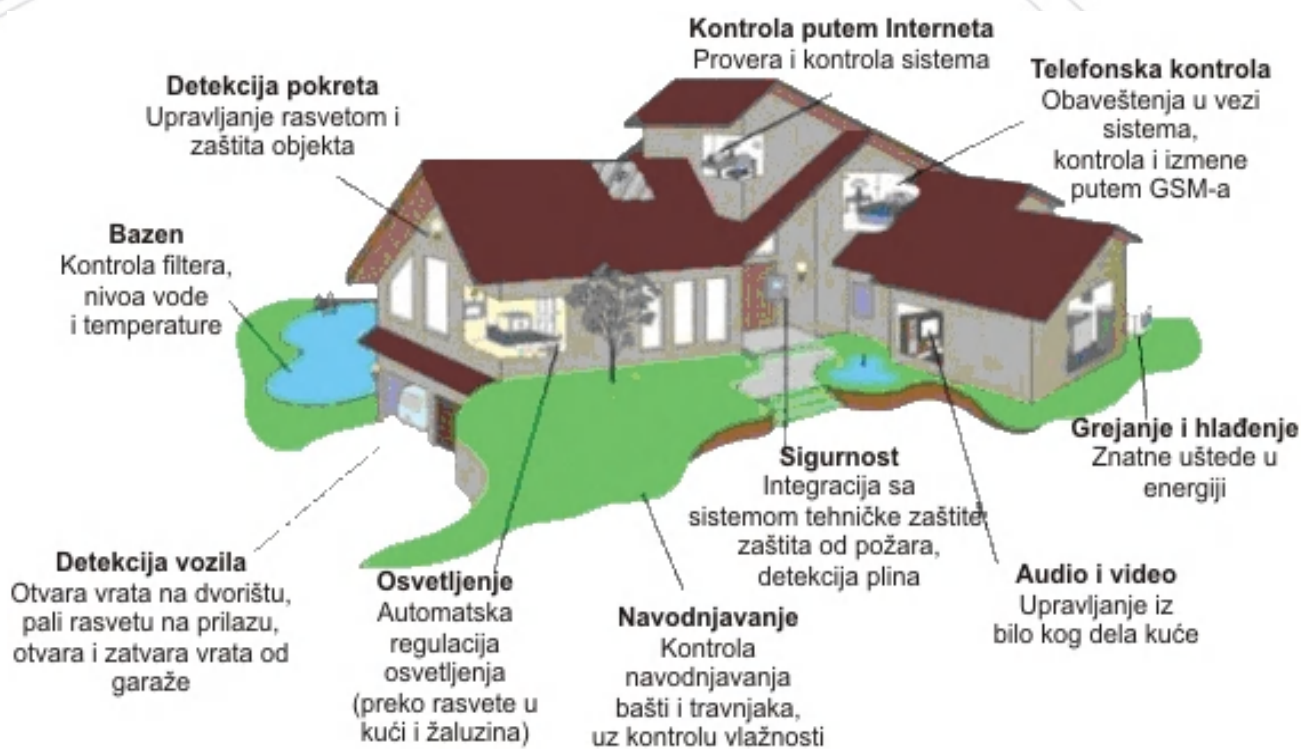 Kontrola putem Interneta
Provera i kontrola sistema
Telefonska kontrola
Obaveštenja u vezi
sistema,
kontrola i izmene
putem GSM-a
Detekcija pokreta
Upravljanje rasvetom i
zaštita objekta
Bazen
Kontrola filtera,
nivoa vode
i temperature
Grejanje i hlađenje
Znatne uštede u
energiji
Sigurnost
Integracija sa
sistemom tehničke zaštite,
zaštita od požara,
detekcija plina
Detekcija vozila
Otvara vrata na dvorištu,
pali rasvetu na prilazu,
otvara i zatvara vrata od
garaže
Osvetljenje
Automatska
regulacija
osvetljenja
(preko rasvete u
kući i žaluzina)
Navodnjavanje
Kontrola
navodnjavanja
bašti i travnjaka,
uz kontrolu vlažnosti
Audio i video
Upravljanje iz
bilo kog dela kuće